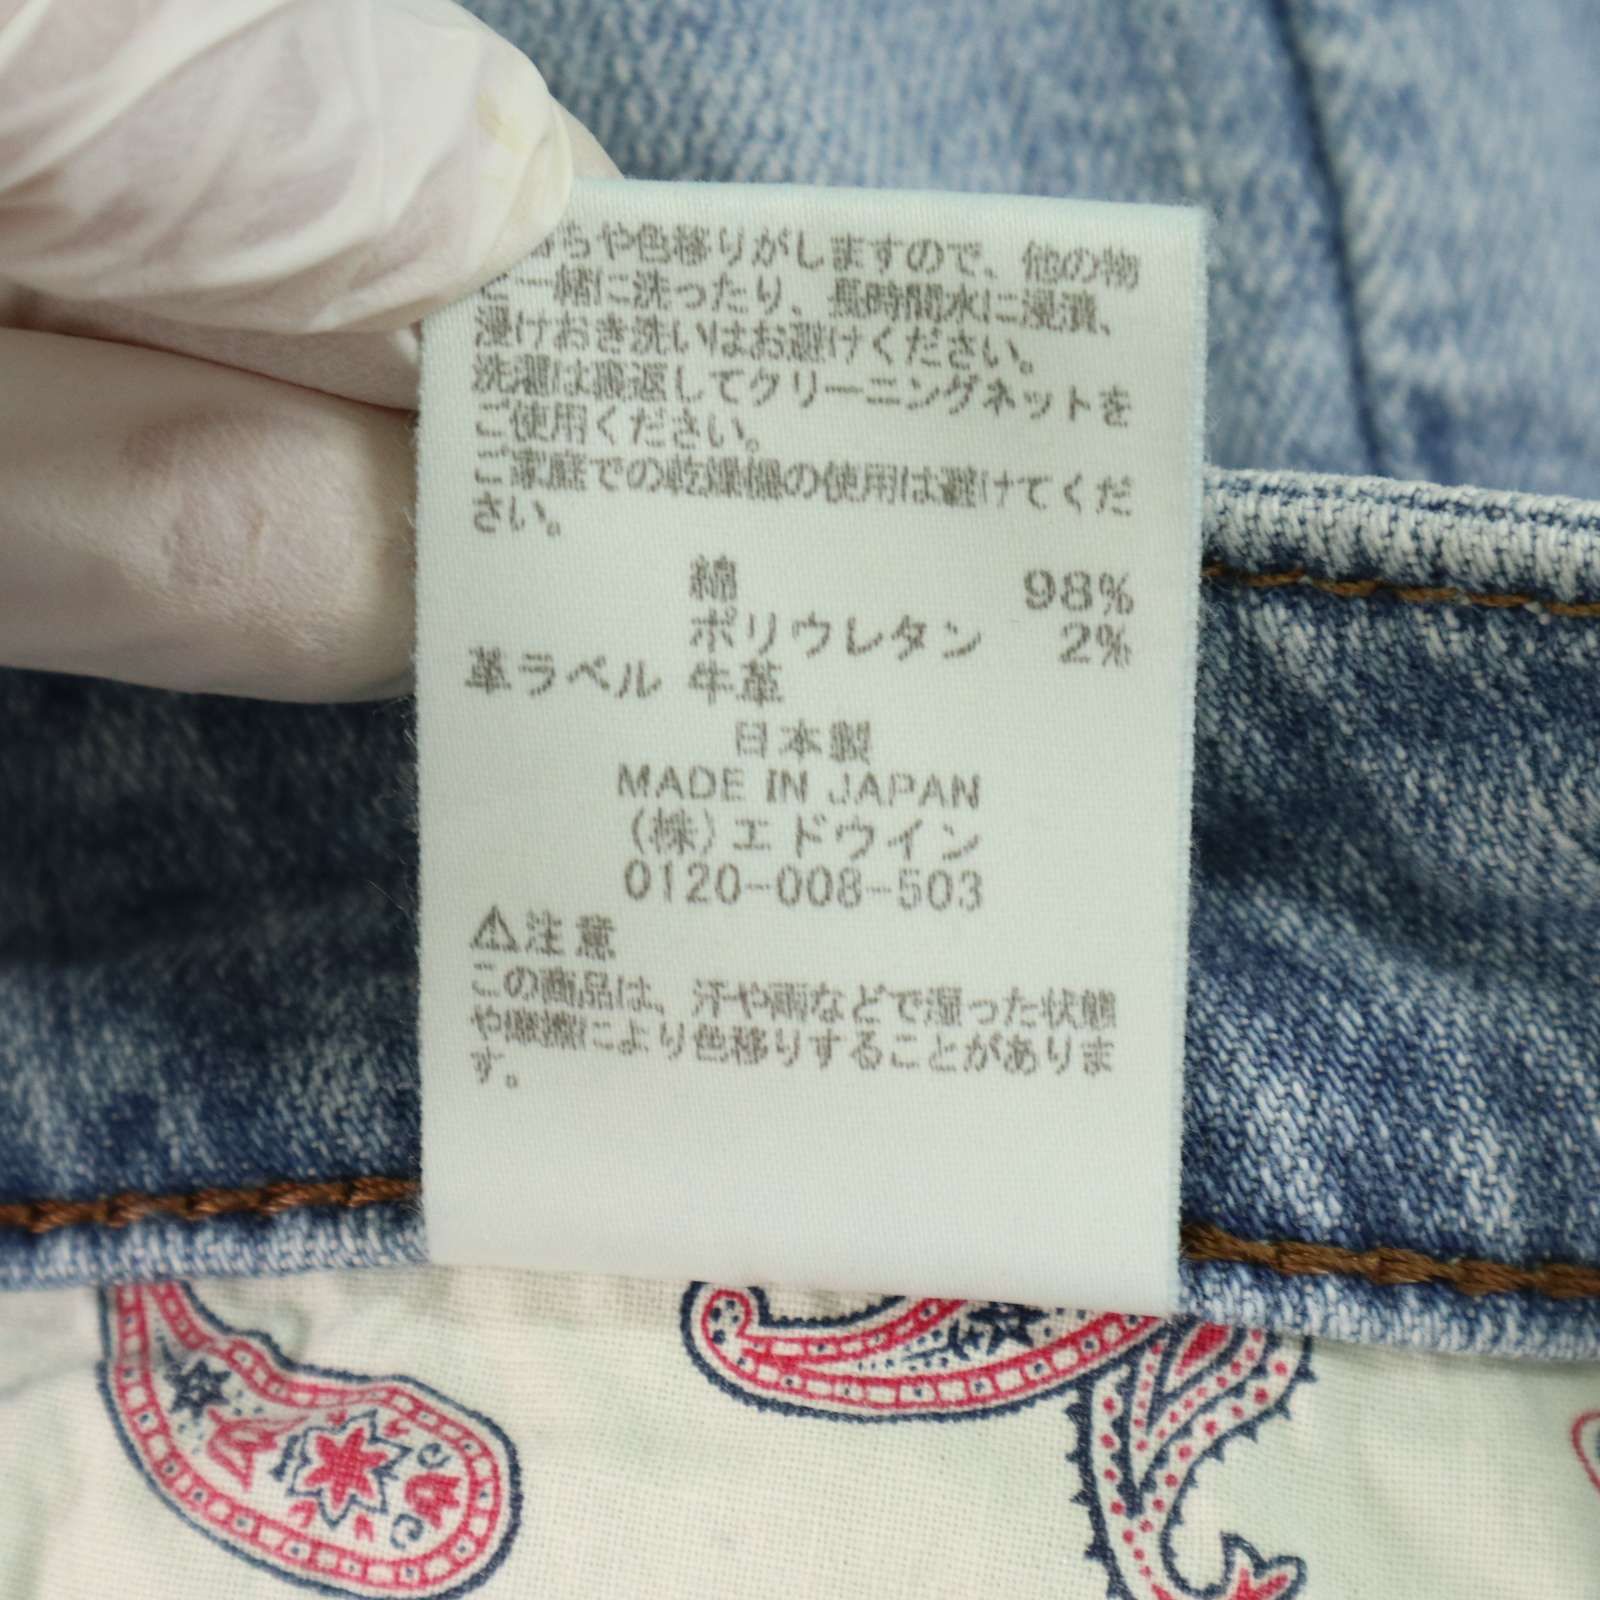 ちや色移りがしますので、他の物
と一緒に洗ったり、長時間水に浸漬、
浸けおき洗いはお避けください。
洗濯は裏返してクリーニングネットを
ご使用ください。
ご家庭での乾燥機の使用は避けてくだ
さい。
綿 98%
ポリウレタン 2%
革ラベル 牛革
日本製
MADE IN JAPAN
(株)エドウイン
0120-008-503
⚠注意
この商品は、汗や雨などで湿った状態
や摩擦により色移りすることがありま
す。